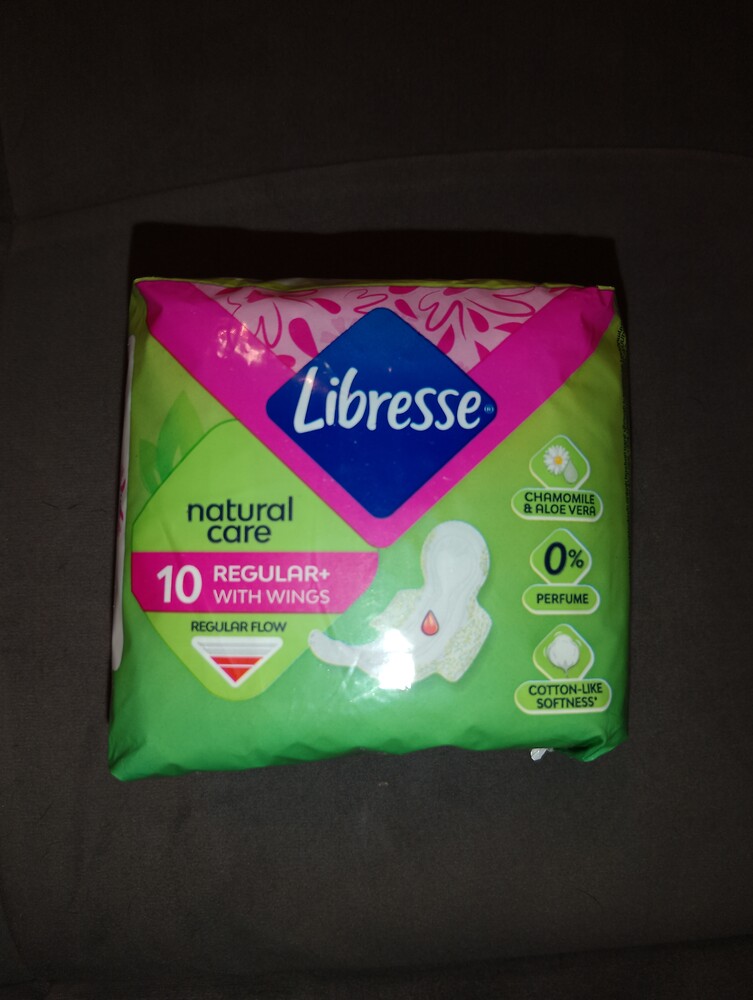 Libresse
natural
care
10 REGULAR+
WITH WINGS
REGULAR FLOW
CHAMOMILE
& ALOE VERA
0%
PERFUME
COTTON-LIKE
SOFTNESS*